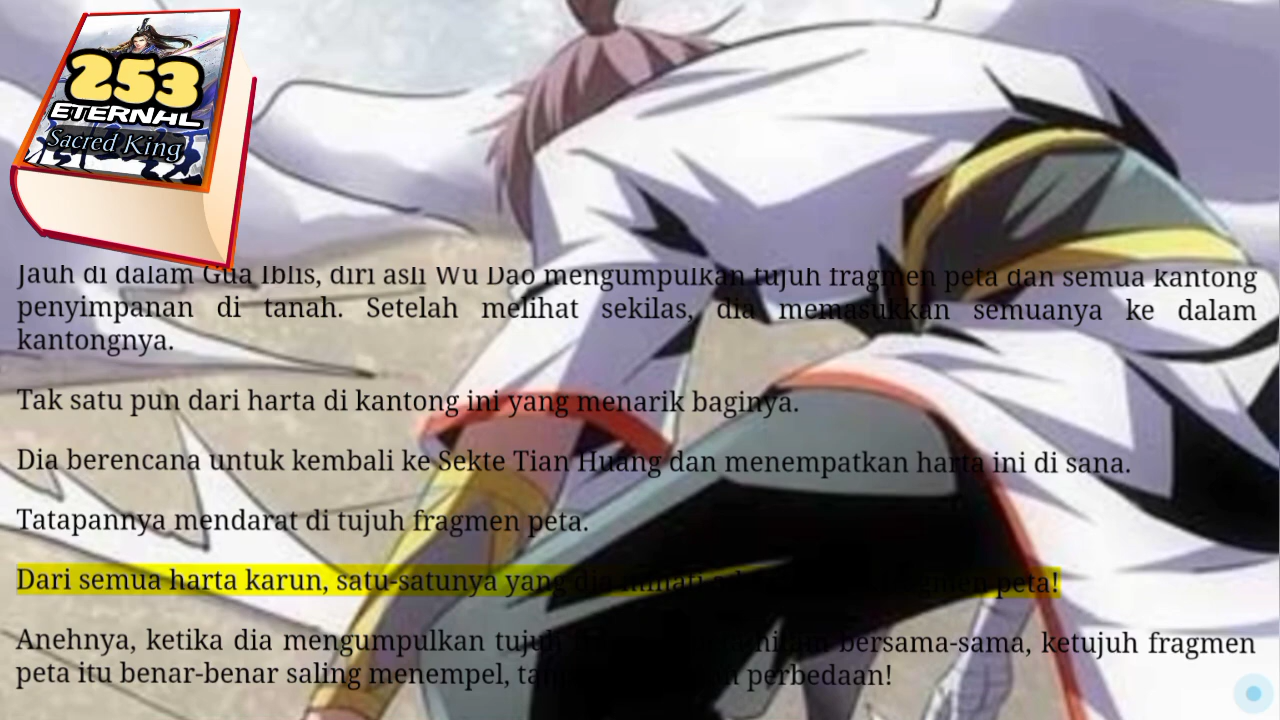 253
ETERNAL
Sacred King
Jauh di dalam Gua Iblis, diri asli Wu Dao mengumpulkan tujuh fragmen peta dan semua kantong
penyimpanan di tanah. Setelah melihat sekilas, dia memasukkan semuanya ke dalam
kantongnya.
Tak satu pun dari harta di kantong ini yang menarik baginya.
Dia berencana untuk kembali ke Sekte Tian Huang dan menempatkan harta ini di sana.
Tatapannya mendarat di tujuh fragmen peta.
Dari semua harta karun, satu-satunya yang dia minati fragmen peta!
Anehnya, ketika dia mengumpulkan tujuh bersama-sama, ketujuh fragmen
peta itu benar-benar saling menempel, perbedaan!